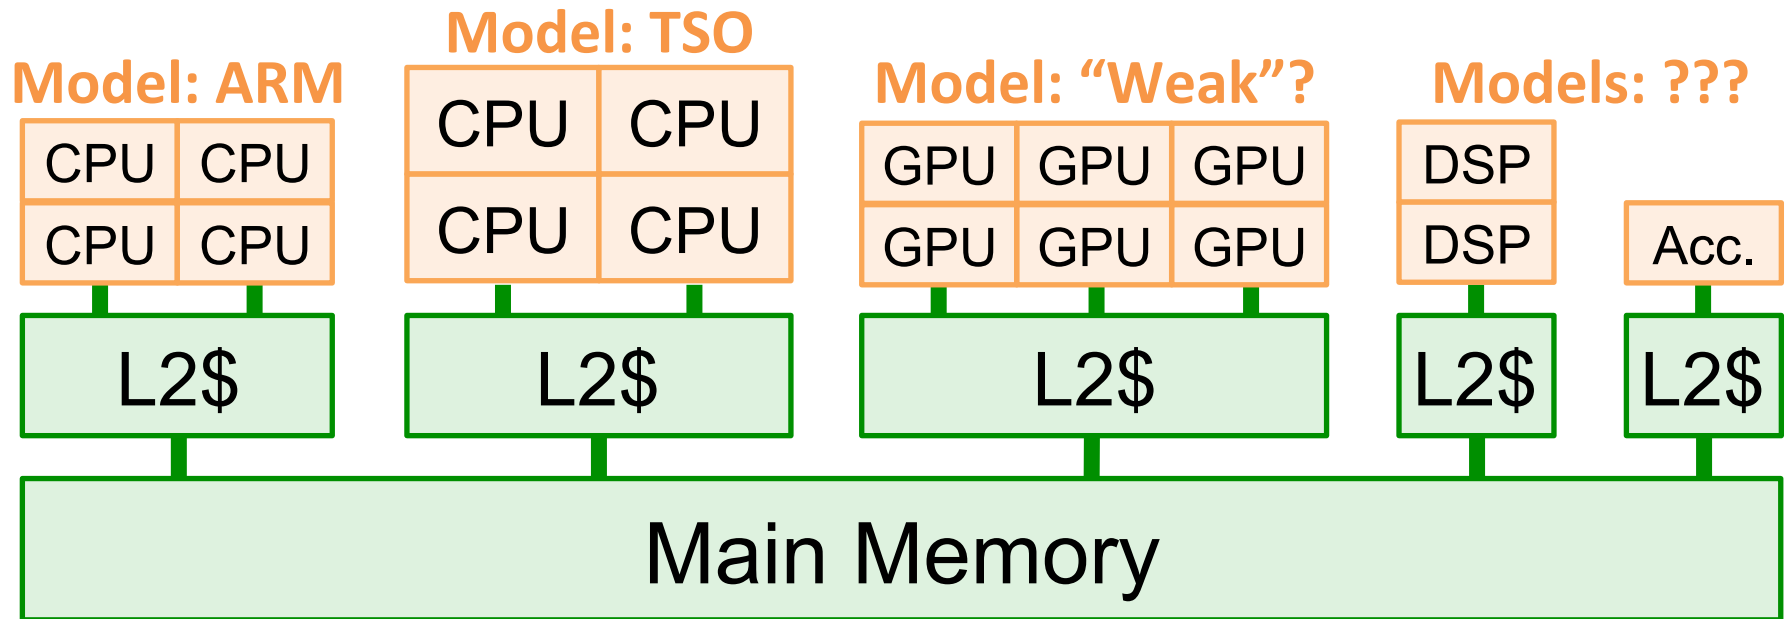 Model: ARM
Model: TSO
Model: “Weak”?
Models: ???
CPU CPU
CPU CPU
CPU CPU
CPU CPU
GPU GPU GPU
GPU GPU GPU
DSP
DSP
Acc.
L2$
L2$
L2$
L2$
L2$
Main Memory